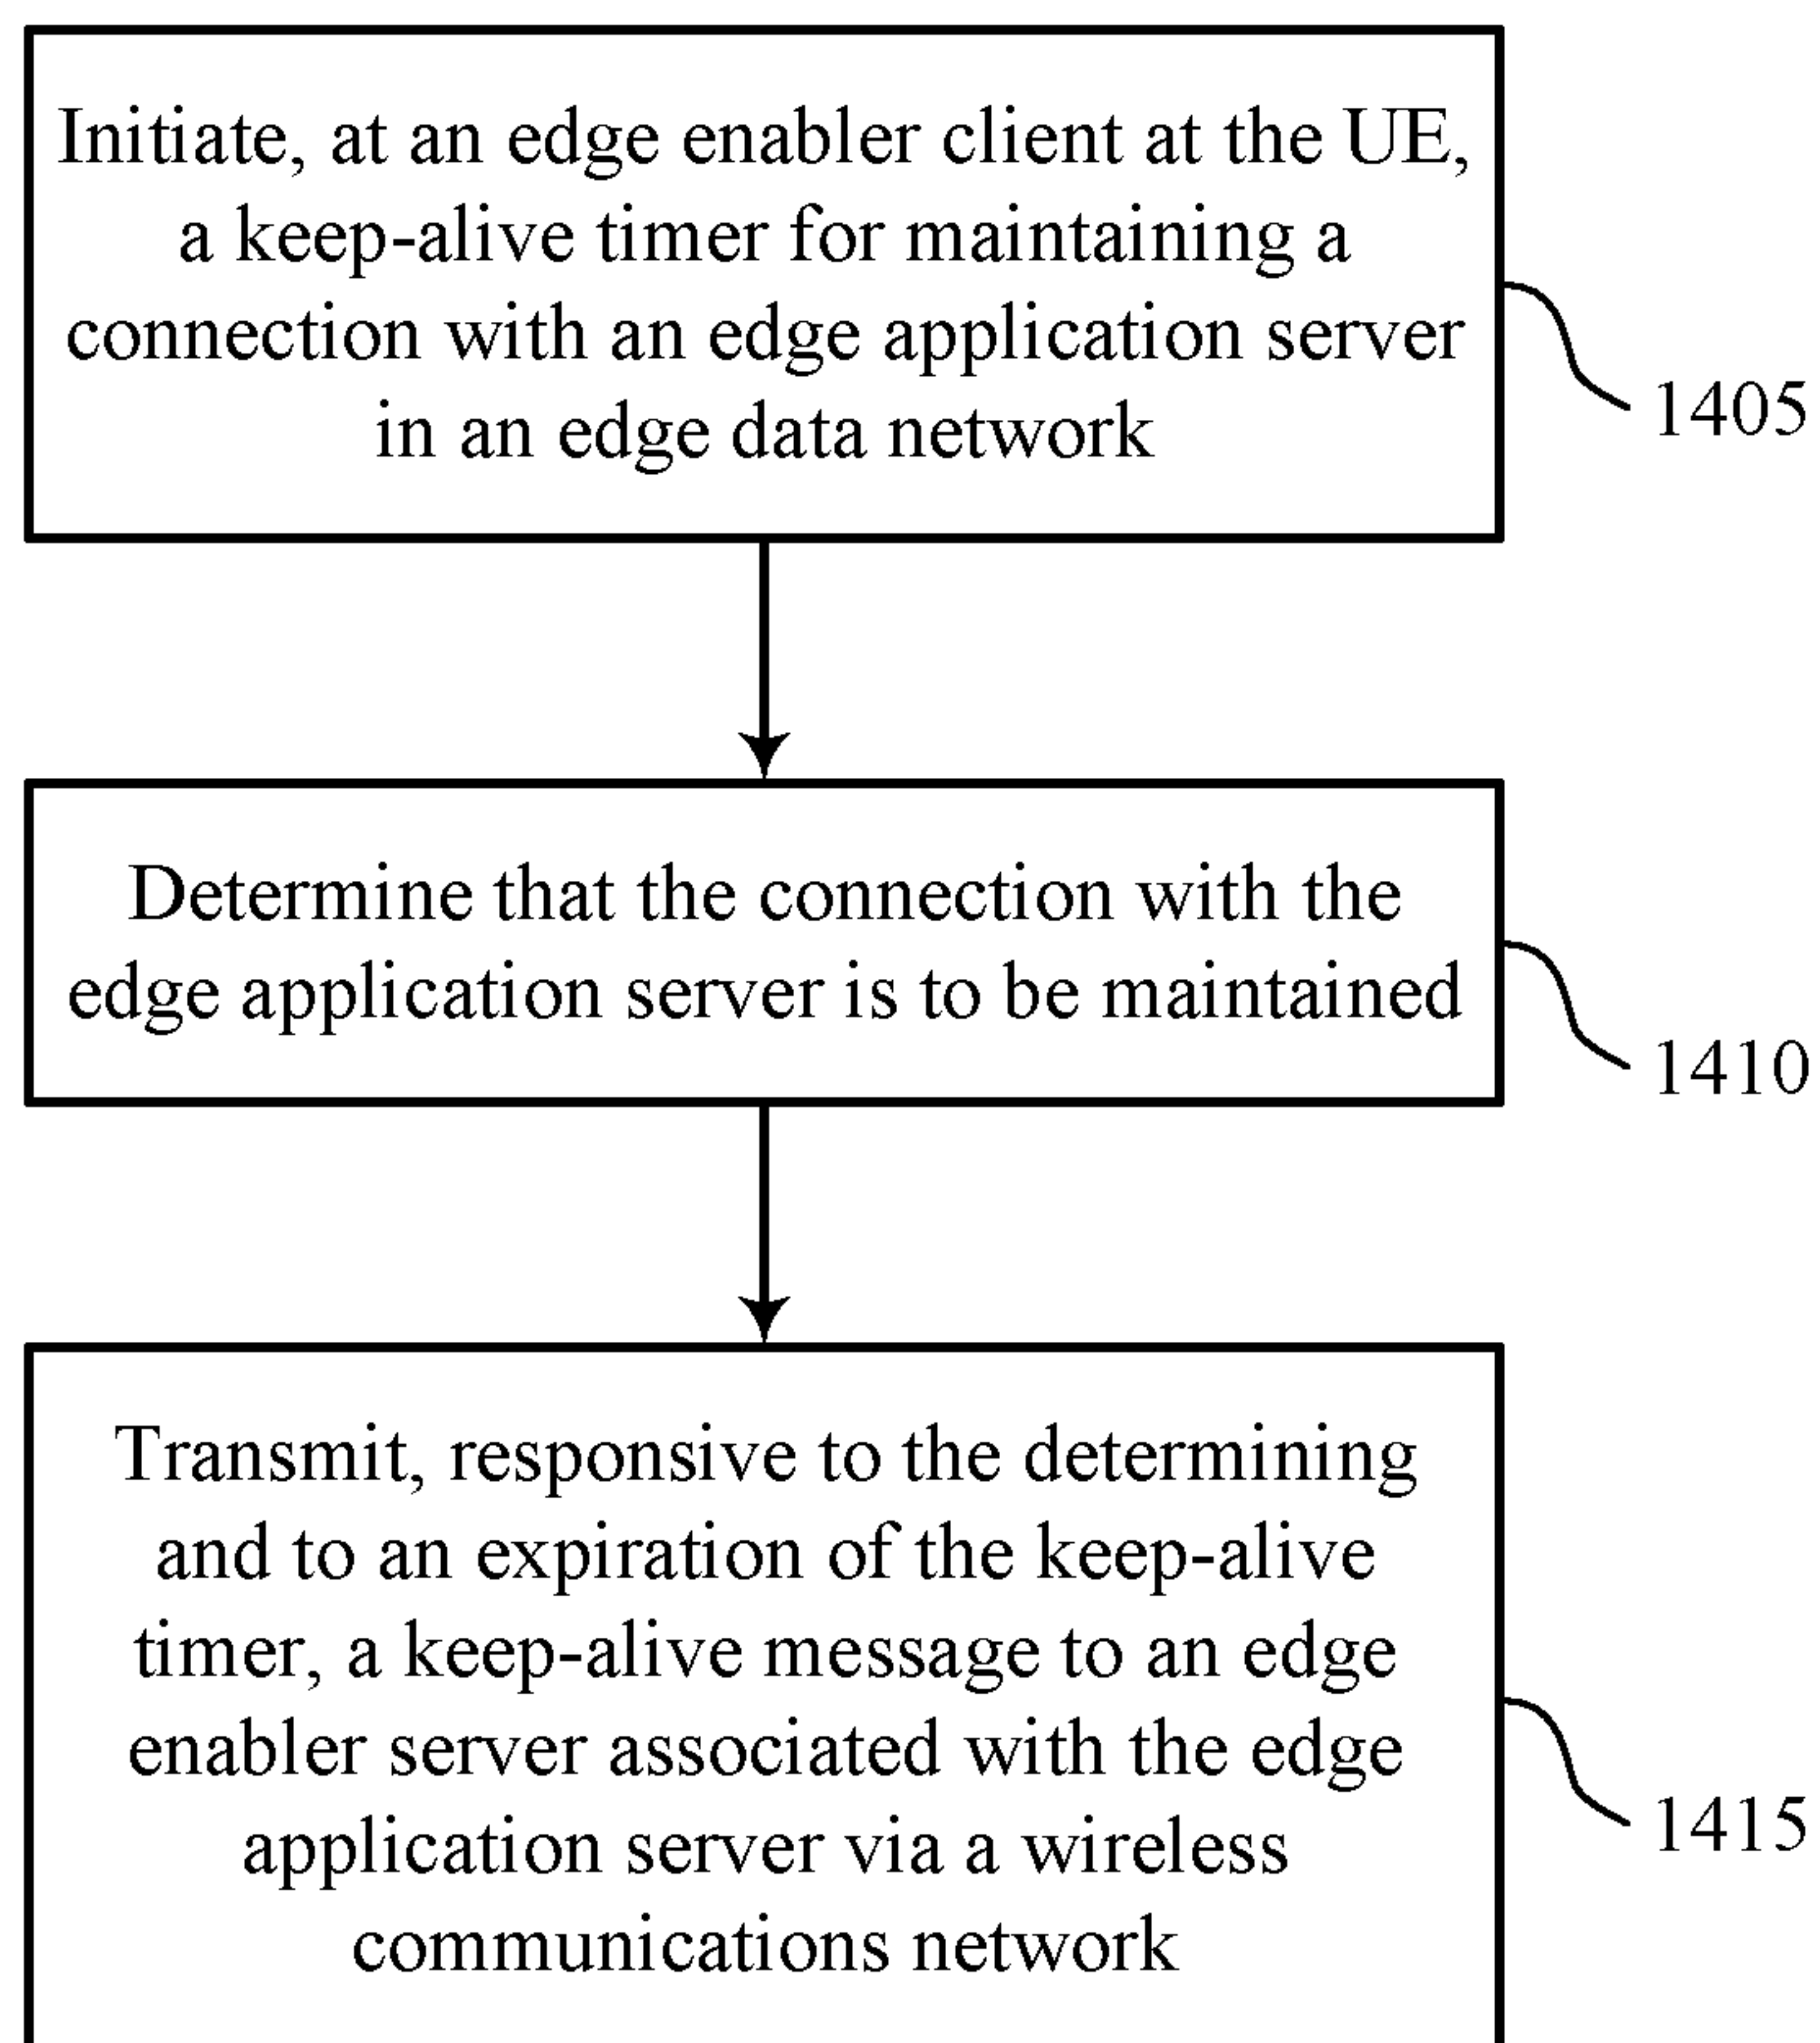 Initiate, at an edge enabler client at the UE,
a keep-alive timer for maintaining a
connection with an edge application server
in an edge data network
1405
Determine that the connection with the
edge application server is to be maintained
1410
Transmit, responsive to the determining
and to an expiration of the keep-alive
timer, a keep-alive message to an edge
enabler server associated with the edge
application server via a wireless
communications network
1415